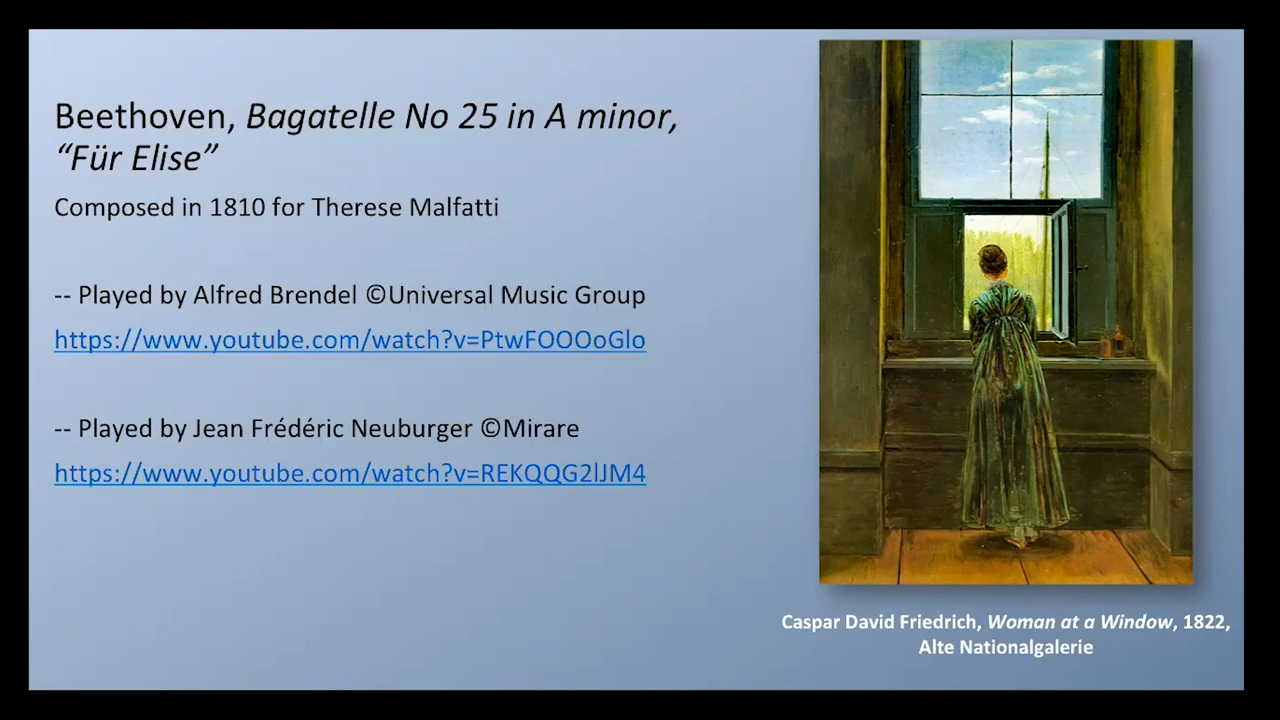 Beethoven, Bagatelle No 25 in A minor,
“Für Elise”
Composed in 1810 for Therese Malfatti
-- Played by Alfred Brendel ©Universal Music Group
https://www.youtube.com/watch?v=PtwFOOOoGlo
-- Played by Jean Frédéric Neuburger ©Mirare
https://www.youtube.com/watch?v=REKQQG2lJM4
Caspar David Friedrich, Woman at a Window, 1822,
Alte Nationalgalerie